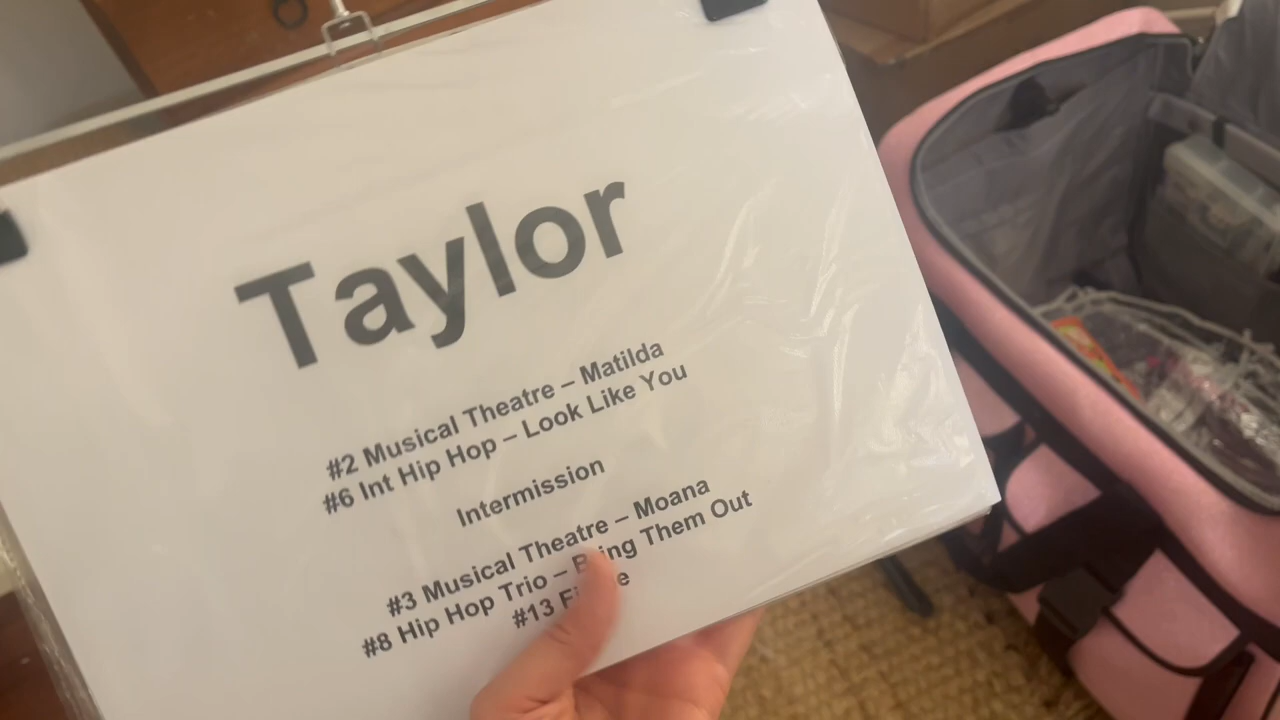 Taylor
#2 Musical Theatre – Matilda
#6 Int Hip Hop – Look Like You
Intermission
#3 Musical Theatre – Moana
#8 Hip Hop Trio – Them Out
#13